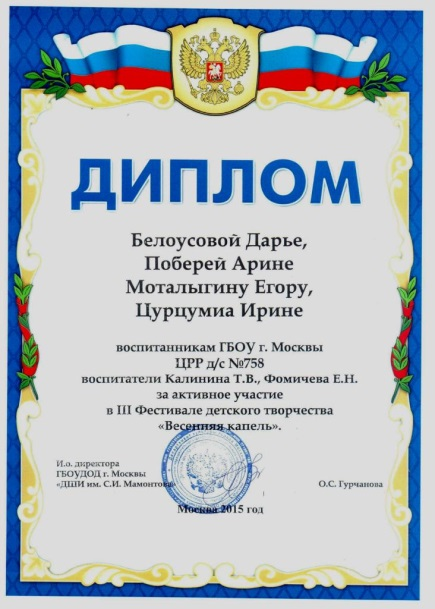 ДИПЛОМ
Белоусовой Дарье,
Поберей Арине
Моталыгину Егору,
Цурцумиа Ирине
воспитанникам ГБОУ г. Москвы
ЦРР д/с №758
воспитатели Калинина Т.В., Фомичева Е.Н.
за активное участие
в III Фестивале детского творчества
«Весенняя капель».
И.о. директора
ГБОУДОД г. Москвы
«ДШИ им. С.И. Мамонтова»
О.С. Гурчанова
Москва 2015 год